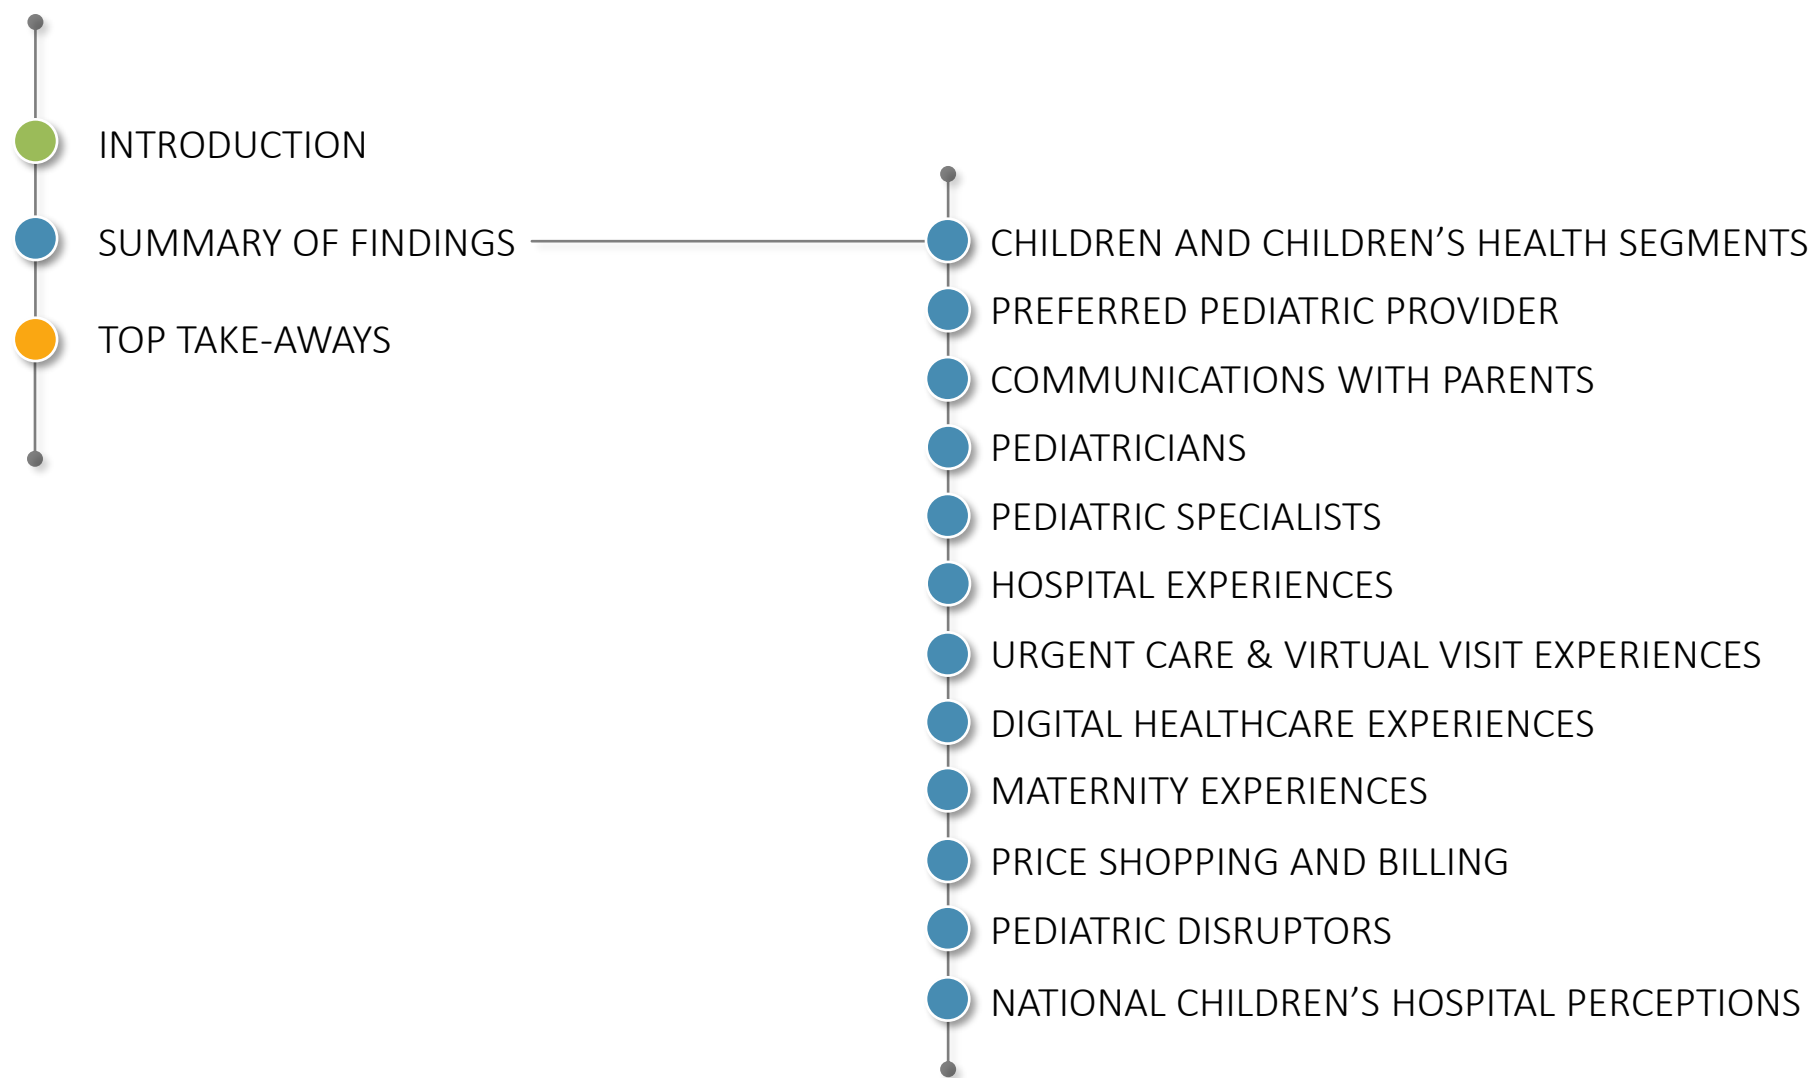 INTRODUCTION
SUMMARY OF FINDINGS
TOP TAKE-AWAYS
CHILDREN AND CHILDREN’S HEALTH SEGMENTS
PREFERRED PEDIATRIC PROVIDER
COMMUNICATIONS WITH PARENTS
PEDIATRICIANS
PEDIATRIC SPECIALISTS
HOSPITAL EXPERIENCES
URGENT CARE & VIRTUAL VISIT EXPERIENCES
DIGITAL HEALTHCARE EXPERIENCES
MATERNITY EXPERIENCES
PRICE SHOPPING AND BILLING
PEDIATRIC DISRUPTORS
NATIONAL CHILDREN’S HOSPITAL PERCEPTIONS